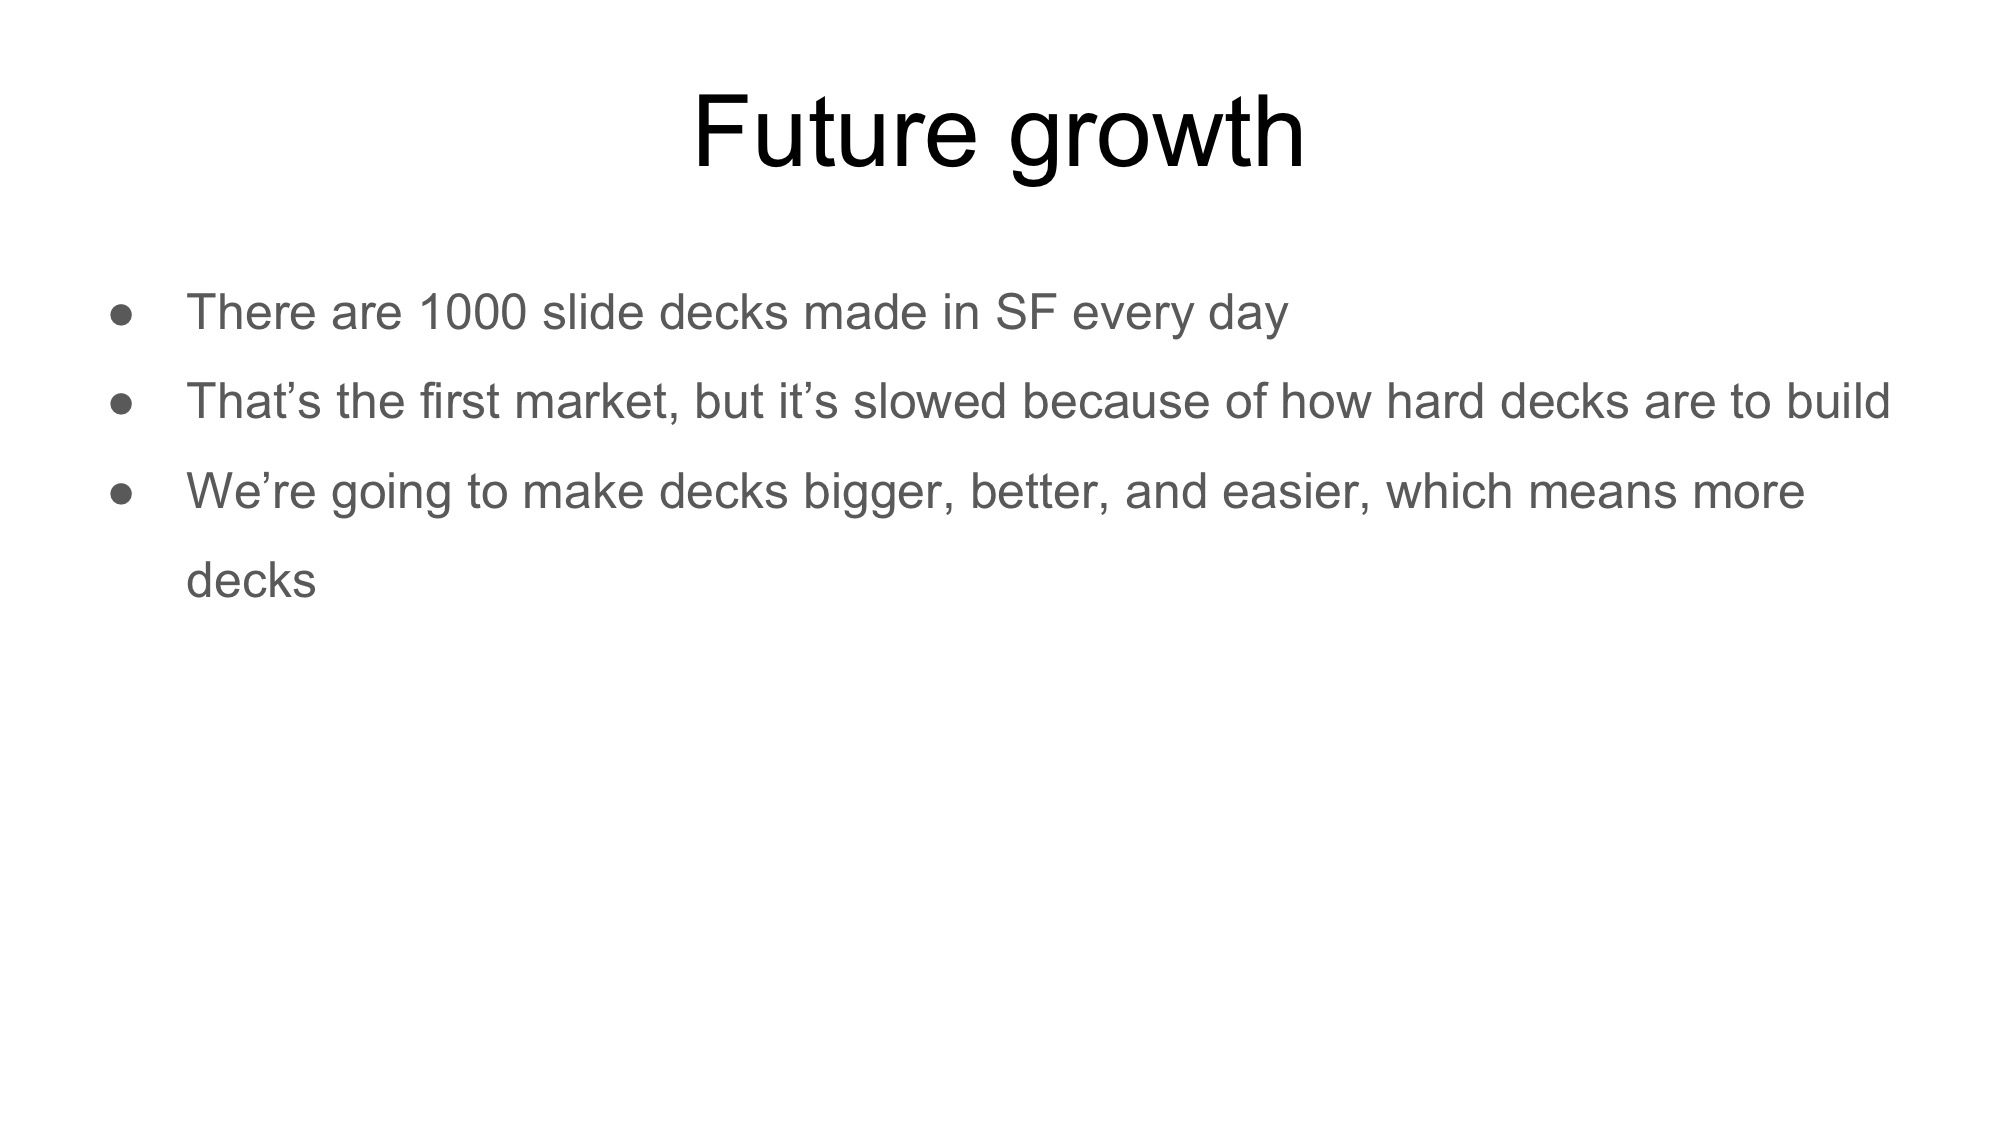 Future growth
● There are 1000 slide decks made in SF every day
● That’s the first market, but it’s slowed because of how hard decks are to build
● We’re going to make decks bigger, better, and easier, which means more
decks